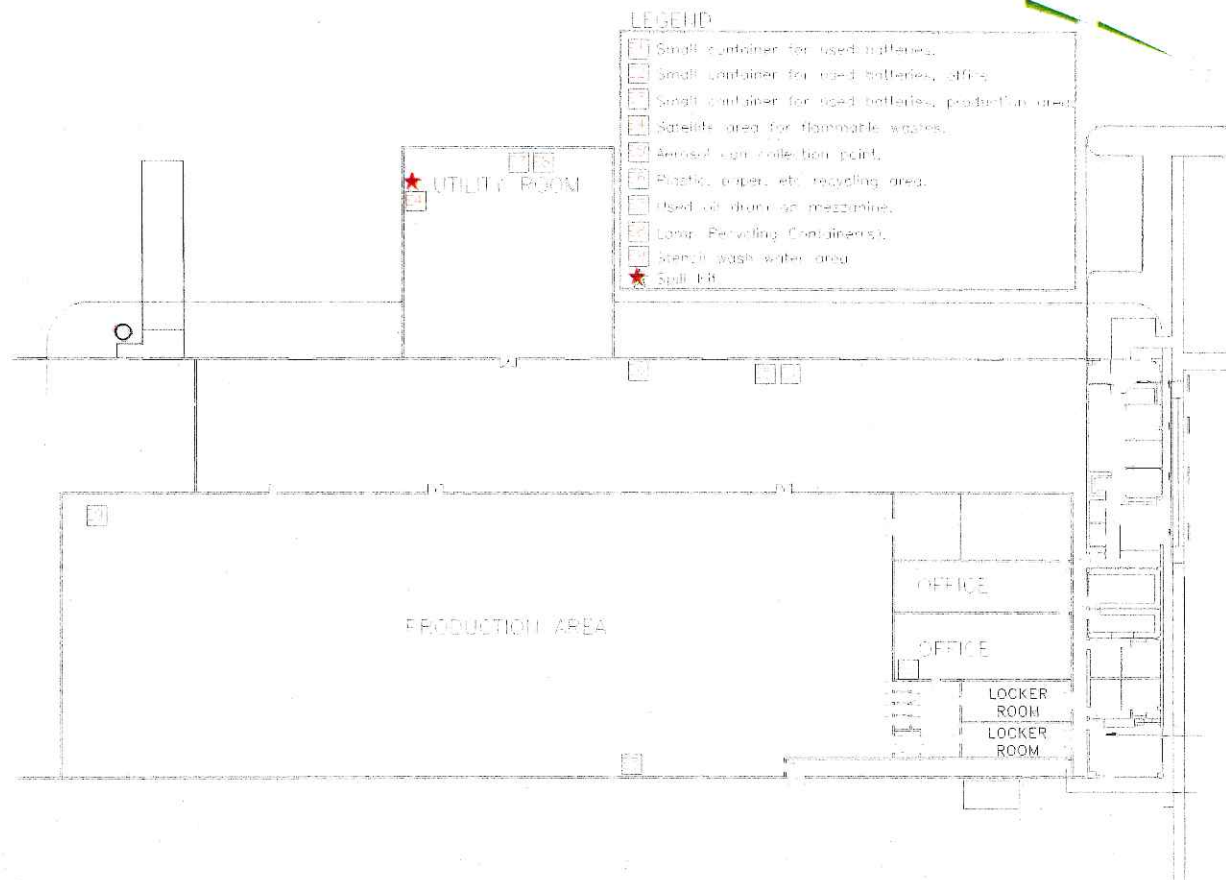 LEGEND
Small container for used batteries.
Small container for used batteries, office
Small container for used batteries, production area
E4 Satellite area for flammable wastes.
Aerosol can collection point.
Plastic, paper, etc recycling area.
Used oil drum on mezzanine.
Lamp Recycling Container(s).
Stencil wash water area
Spill Kit
UTILITY ROOM
E4
OFFICE
PRODUCTION AREA
OFFICE
LOCKER
ROOM
LOCKER
ROOM